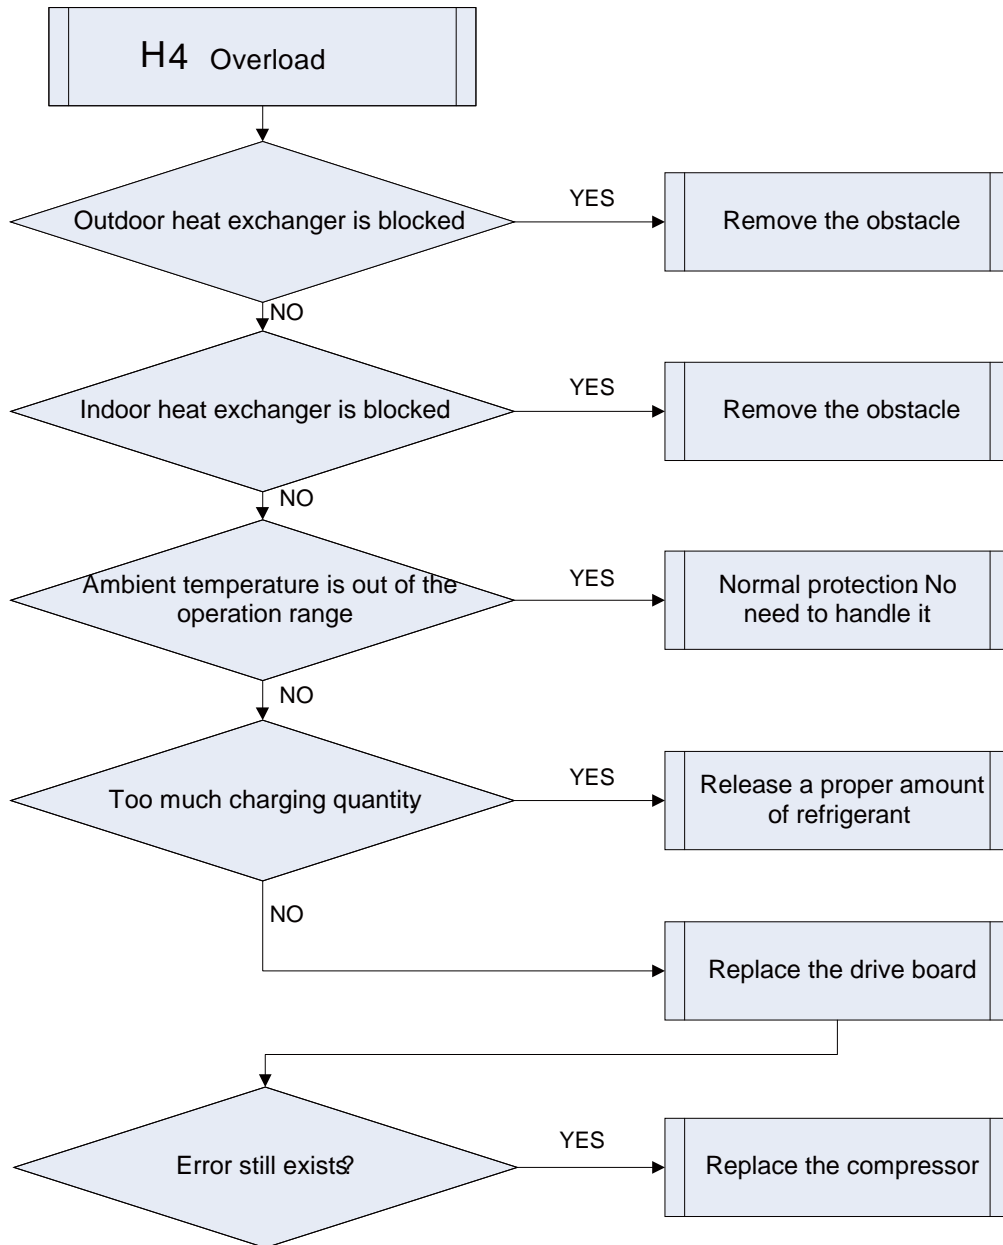 H4 Overload
Outdoor heat exchanger is blocked
YES
Remove the obstacle
NO
Indoor heat exchanger is blocked
YES
Remove the obstacle
NO
Ambient temperature is out of the
operation range
YES
Normal protection. No
need to handle it
NO
Too much charging quantity
YES
Release a proper amount
of refrigerant
NO
Replace the drive board
Error still exists?
YES
Replace the compressor